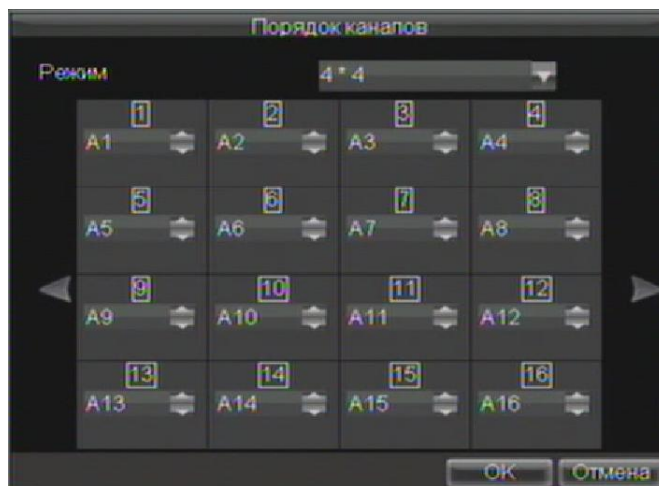 Порядок каналов
Режим 4 * 4
1 2 3 4
A1 A2 A3 A4
5 6 7 8
A5 A6 A7 A8
9 10 11 12
A9 A10 A11 A12
13 14 15 16
A13 A14 A15 A16
OK Отмена